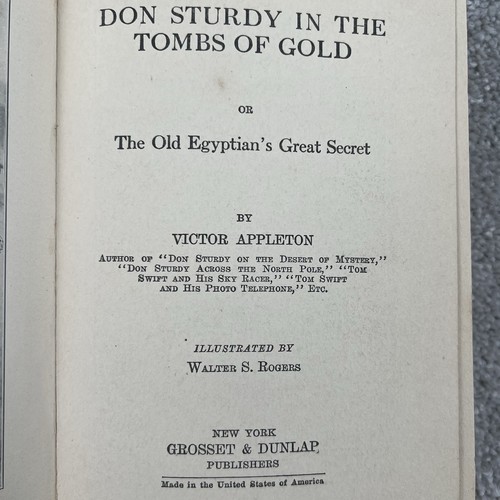 DON STURDY IN THE
TOMBS OF GOLD
OR
The Old Egyptian's Great Secret
BY
VICTOR APPLETON
AUTHOR OF "DON STURDY ON THE DESERT OF MYSTERY,"
"DON STURDY ACROSS THE NORTH POLE," "TOM
SWIFT AND HIS SKY RACER," "TOM SWIFT
AND HIS PHOTO TELEPHONE," ETC.
ILLUSTRATED BY
WALTER S. ROGERS
NEW YORK
GROSSET & DUNLAP
PUBLISHERS
Made in the United States of America